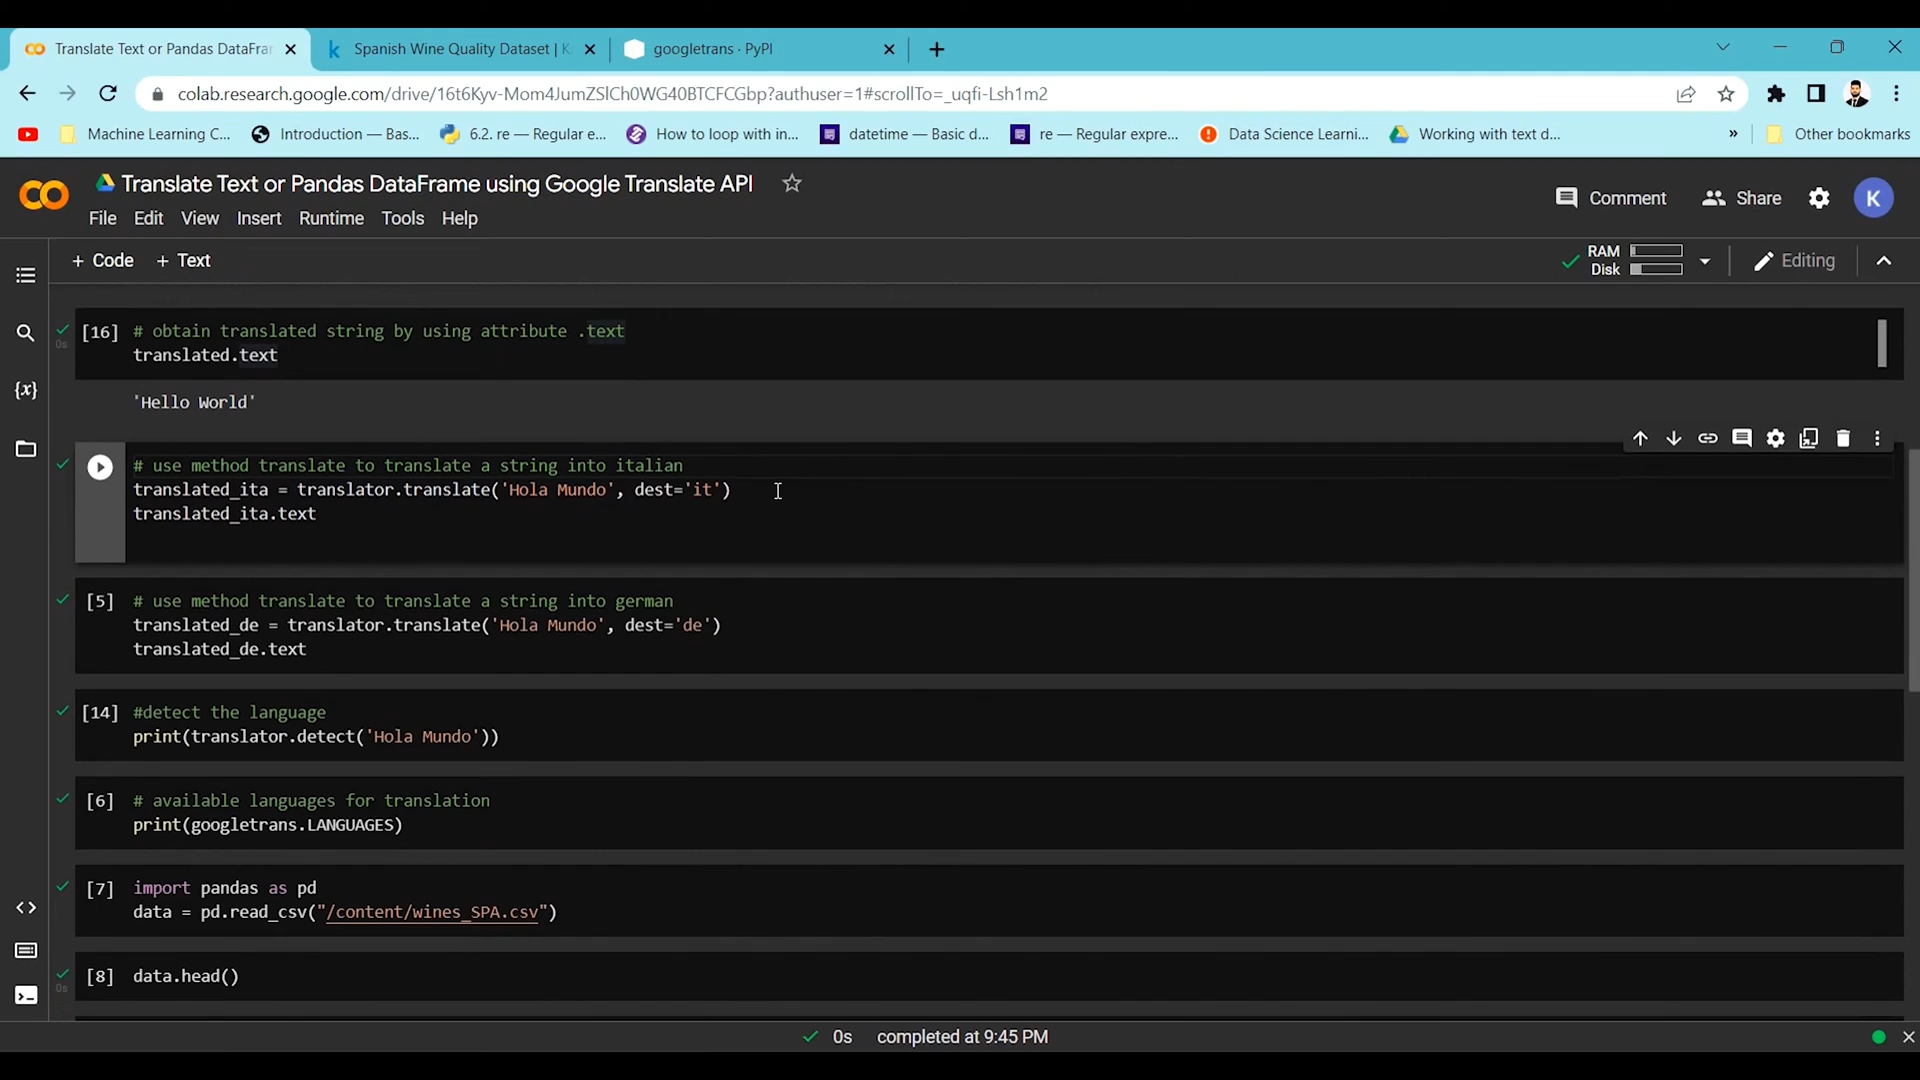 Translate Text or Pandas DataFra
Spanish Wine Quality Dataset | K
googletrans · PyPI
colab.research.google.com/drive/16t6Kyv-Mom4JumZSlCh0WG40BTCFCGbp?authuser=1#scrollTo=_uqfi-Lsh1m2
Machine Learning C...
Introduction — Bas...
6.2. re — Regular e...
How to loop with in...
datetime — Basic d...
re — Regular expre...
Data Science Learni...
Working with text d...
»
Other bookmarks
Translate Text or Pandas DataFrame using Google Translate API
File Edit View Insert Runtime Tools Help
Comment
Share
K
+ Code + Text
RAM
Disk
Editing
[16] # obtain translated string by using attribute .text
translated.text
0s
'Hello World'
# use method translate to translate a string into italian
translated_ita = translator.translate('Hola Mundo', dest='it')
translated_ita.text
[5] # use method translate to translate a string into german
translated_de = translator.translate('Hola Mundo', dest='de')
translated_de.text
[14] #detect the language
print(translator.detect('Hola Mundo'))
[6] # available languages for translation
print(googletrans.LANGUAGES)
[7] import pandas as pd
data = pd.read_csv("/content/wines_SPA.csv")
[8] data.head()
0s
0s completed at 9:45 PM